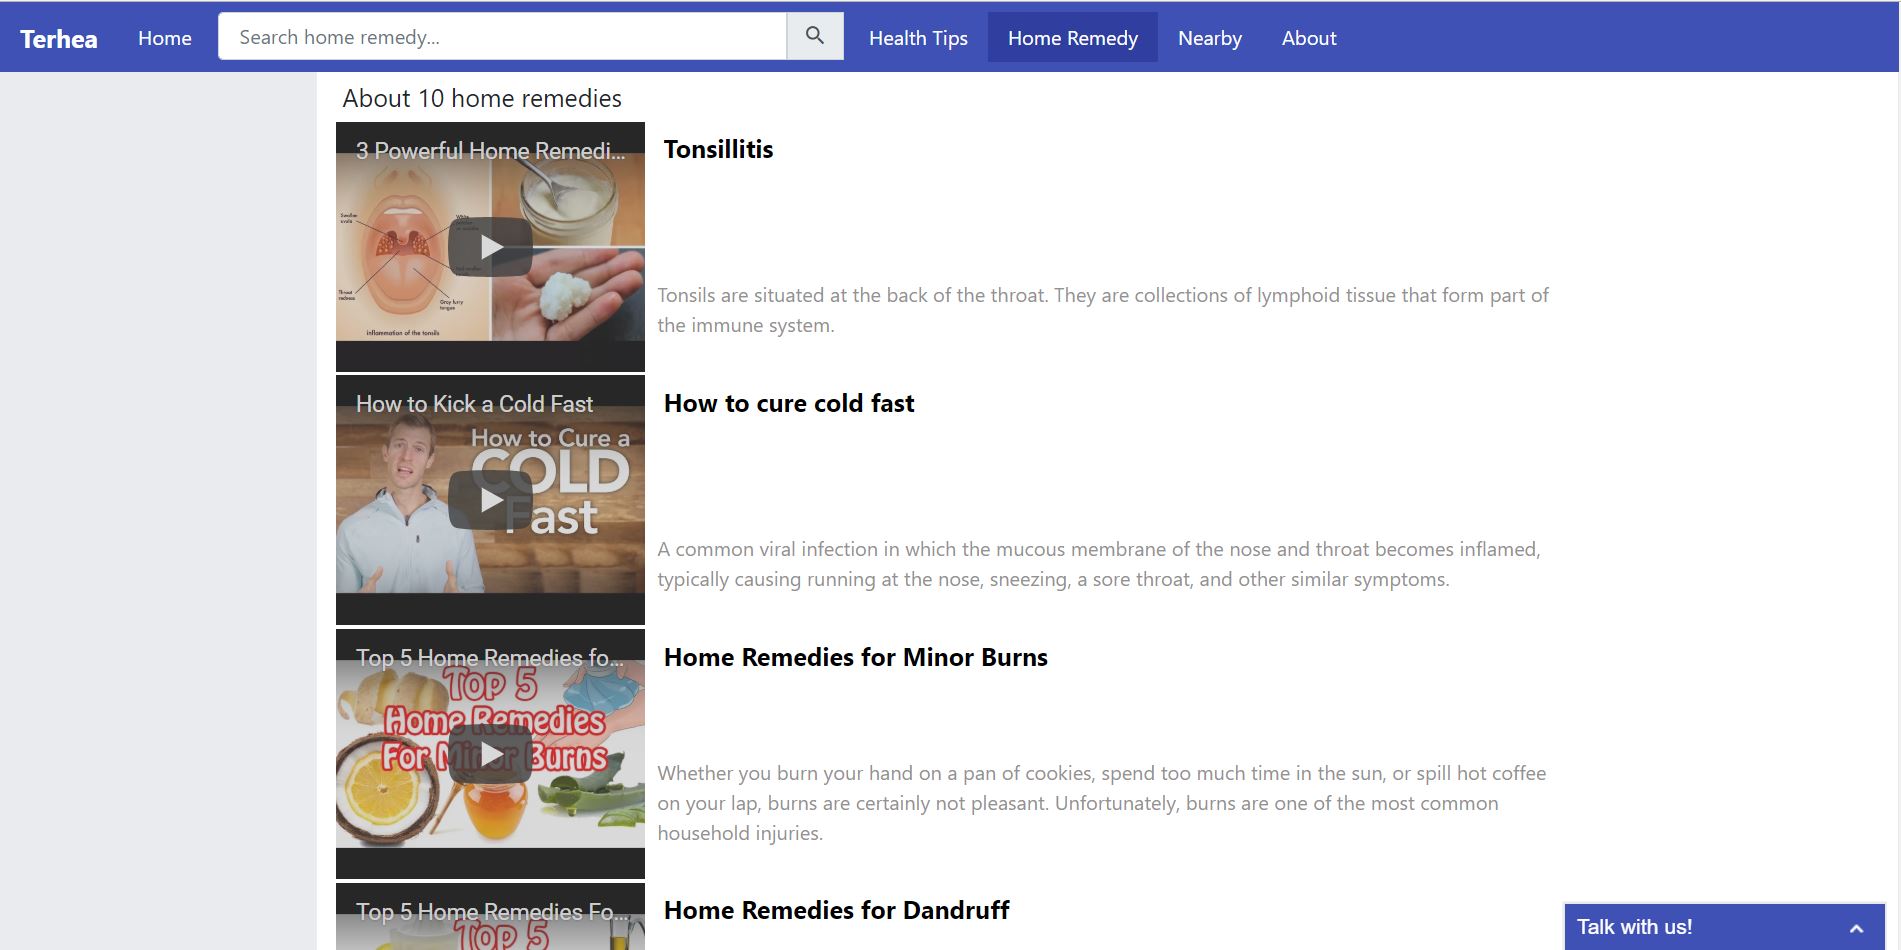 Terhea
Home
Search home remedy...
Health Tips
Home Remedy
Nearby
About
About 10 home remedies
3 Powerful Home Remedi...
Throat
redness
inflammation of the tonsils
Tonsillitis
Tonsils are situated at the back of the throat. They are collections of lymphoid tissue that form part of
the immune system.
How to Kick a Cold Fast
How to Cure a
COLD
Fast
How to cure cold fast
A common viral infection in which the mucous membrane of the nose and throat becomes inflamed,
typically causing running at the nose, sneezing, a sore throat, and other similar symptoms.
Top 5 Home Remedies fo...
Top 5
Home Remedies
For Minor Burns
Home Remedies for Minor Burns
Whether you burn your hand on a pan of cookies, spend too much time in the sun, or spill hot coffee
on your lap, burns are certainly not pleasant. Unfortunately, burns are one of the most common
household injuries.
Top 5 Home Remedies Fo...
Top 5
Home Remedies for Dandruff
Talk with us!